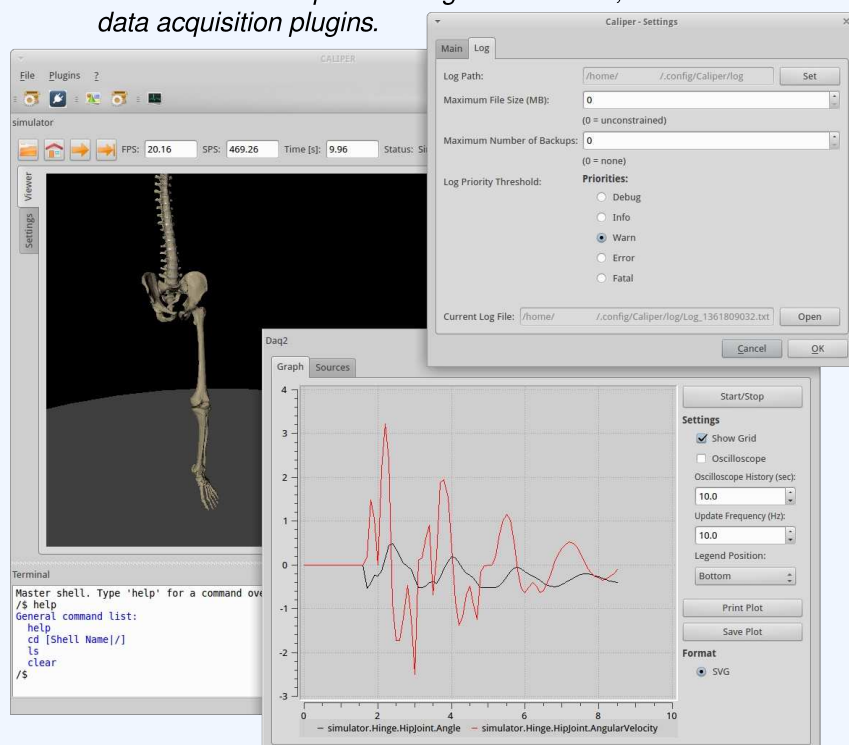 data acquisition plugins.
CALIPER
File Plugins ?
simulator
FPS: 20.16 SPS: 469.26 Time [s]: 9.96 Status:
Viewer
Settings
Terminal
Master shell. Type 'help' for a command
/$ help
General command list:
help
cd [Shell Name|/]
ls
clear
/$
Caliper - Settings
Main Log
Log Path: /home/ /.config/Caliper/log Set
Maximum File Size (MB): 0
(0 = unconstrained)
Maximum Number of Backups: 0
(0 = none)
Log Priority Threshold: Priorities:
Debug
Info
Warn
Error
Fatal
Current Log File: /home/ /.config/Caliper/log/Log_1361809032.txt Open
Cancel OK
Daq2
Graph Sources
4
3
2
1
0
-1
-2
-3
0 2 4 6 8 10
simulator.Hinge.HipJoint.Angle simulator.Hinge.HipJoint.AngularVelocity
Start/Stop
Settings
Show Grid
Oscilloscope
Oscilloscope History (sec):
10.0
Update Frequency (Hz):
10.0
Legend Position:
Bottom
Print Plot
Save Plot
Format
SVG